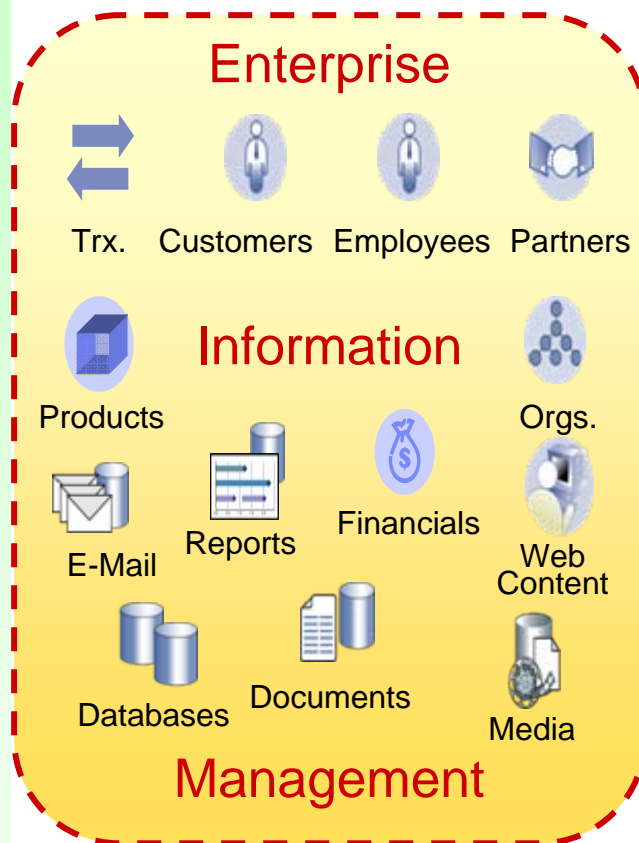 Enterprise
Trx. Customers Employees Partners
Information
Products
Orgs.
$
Financials
Reports
E-Mail
Web
Content
Documents
Databases
Media
Management